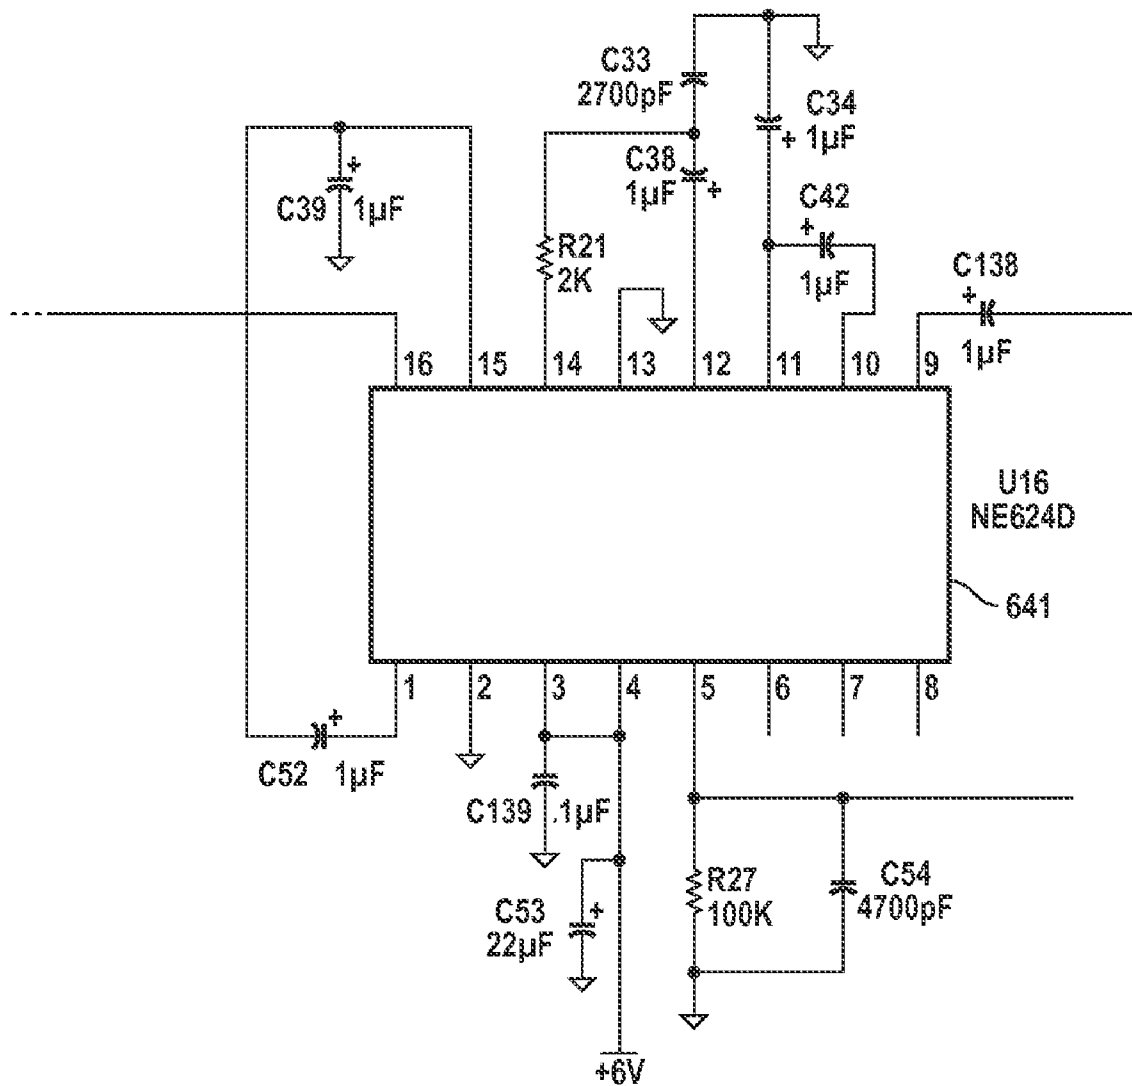 C33
2700pF
C34
+ 1µF
C38
1µF +
+
C39 1µF
C42
+
1µF
R21
2K
C138
+
1µF
16 15 14 13 12 11 10 9
U16
NE624D
641
1 2 3 4 5 6 7 8
+
C52 1µF
C139 .1µF
C53 +
22µF
R27
100K
C54
4700pF
+6V